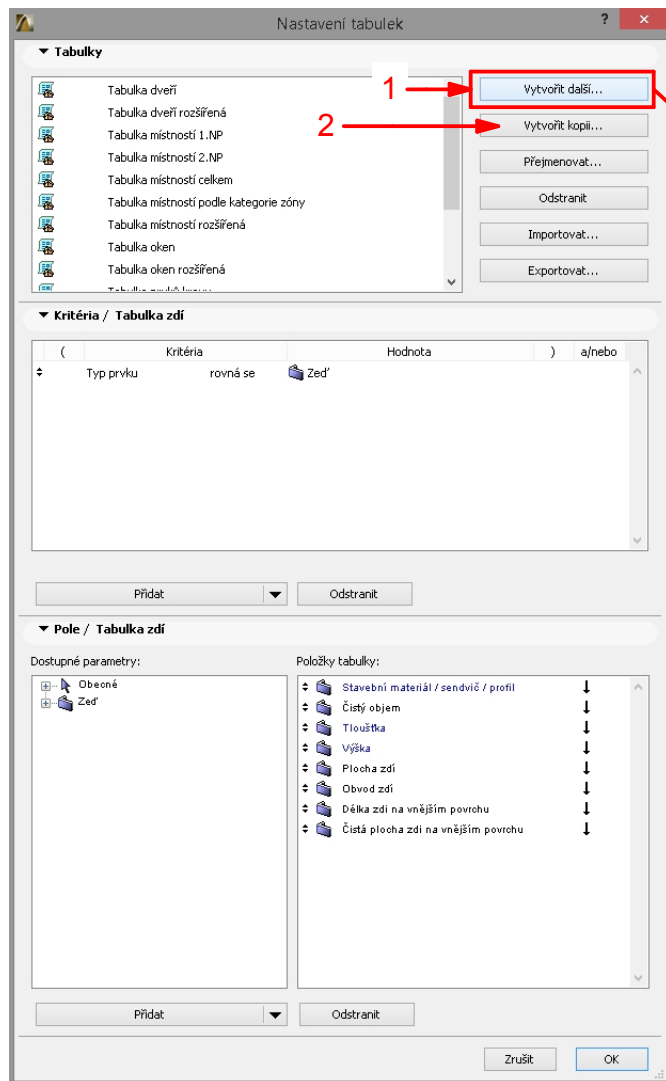 Nastavení tabulek ?
Tabulky
Tabulka dveří
Tabulka dveří rozšířená
Tabulka místností 1.NP
Tabulka místností 2.NP
Tabulka místností celkem
Tabulka místností podle kategorie zóny
Tabulka místností rozšířená
Tabulka oken
Tabulka oken rozšířená
1
2
Vytvořit další...
Vytvořit kopii...
Přejmenovat...
Odstranit
Importovat...
Exportovat...
Kritéria / Tabulka zdí
( Kritéria Hodnota ) a/nebo
Typ prvku rovná se Zeď
Přidat Odstranit
Pole / Tabulka zdí
Dostupné parametry:
Obecné
Zeď
Položky tabulky:
Stavební materiál / sendvič / profil
Čistý objem
Tloušťka
Výška
Plocha zdí
Obvod zdí
Délka zdi na vnějším povrchu
Čistá plocha zdi na vnějším povrchu
Přidat Odstranit
Zrušit OK